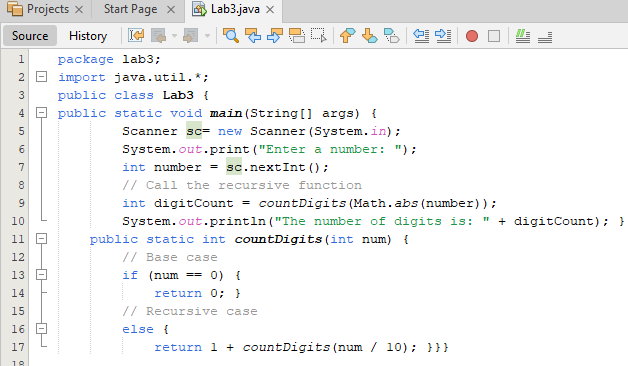 Projects × Start Page × Lab3.java ×
Source History
1 package lab3;
2 import java.util.*;
3 public class Lab3 {
4 public static void main(String[] args) {
5 Scanner sc= new Scanner(System.in);
6 System.out.print("Enter a number: ");
7 int number = sc.nextInt();
8 // Call the recursive function
9 int digitCount = countDigits(Math.abs(number));
10 System.out.println("The number of digits is: " + digitCount); }
11 public static int countDigits(int num) {
12 // Base case
13 if (num == 0) {
14 return 0; }
15 // Recursive case
16 else {
17 return 1 + countDigits(num / 10); }}}
18